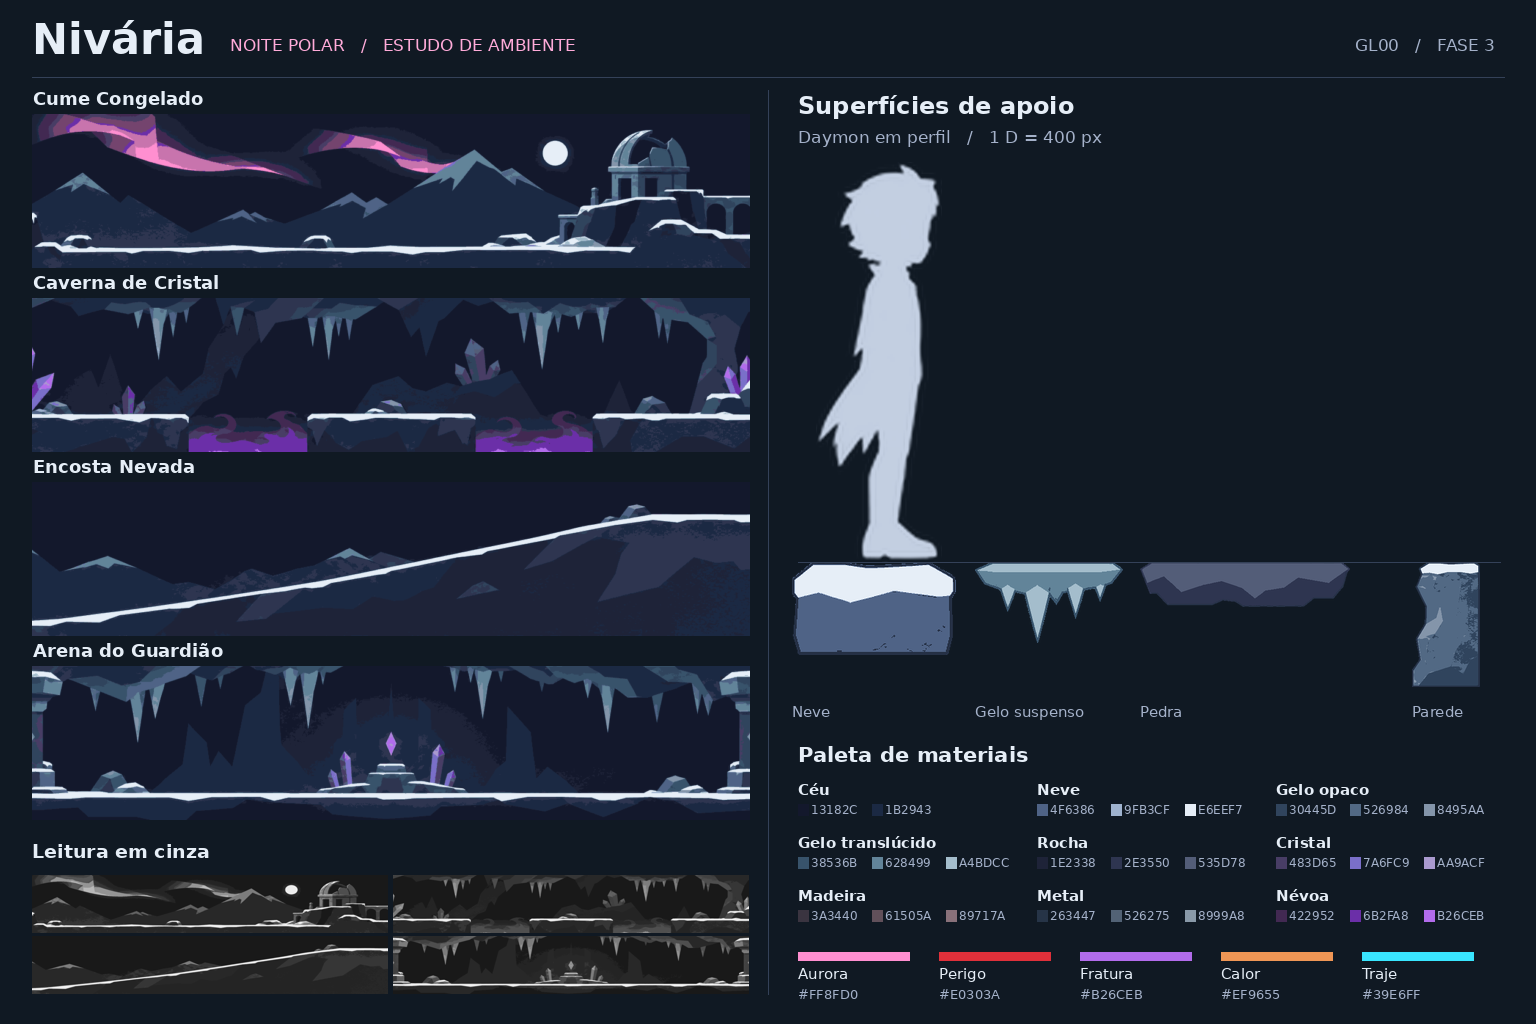 Nivária NOITE POLAR / ESTUDO DE AMBIENTE GL00 / FASE 3
Cume Congelado
Caverna de Cristal
Encosta Nevada
Arena do Guardião
Leitura em cinza
Superfícies de apoio
Daymon em perfil / 1 D = 400 px
Neve Gelo suspenso Pedra Parede
Paleta de materiais
Céu Neve Gelo opaco
13182C 1B2943 4F6386 9FB3CF E6EEF7 30445D 526984 8495AA
Gelo translúcido Rocha Cristal
38536B 628499 A4BDCC 1E2338 2E3550 535D78 483D65 7A6FC9 AA9ACF
Madeira Metal Névoa
3A3440 61505A 89717A 263447 526275 8999A8 422952 6B2FA8 B26CEB
Aurora Perigo Fratura Calor Traje
#FF8FD0 #E0303A #B26CEB #EF9655 #39E6FF